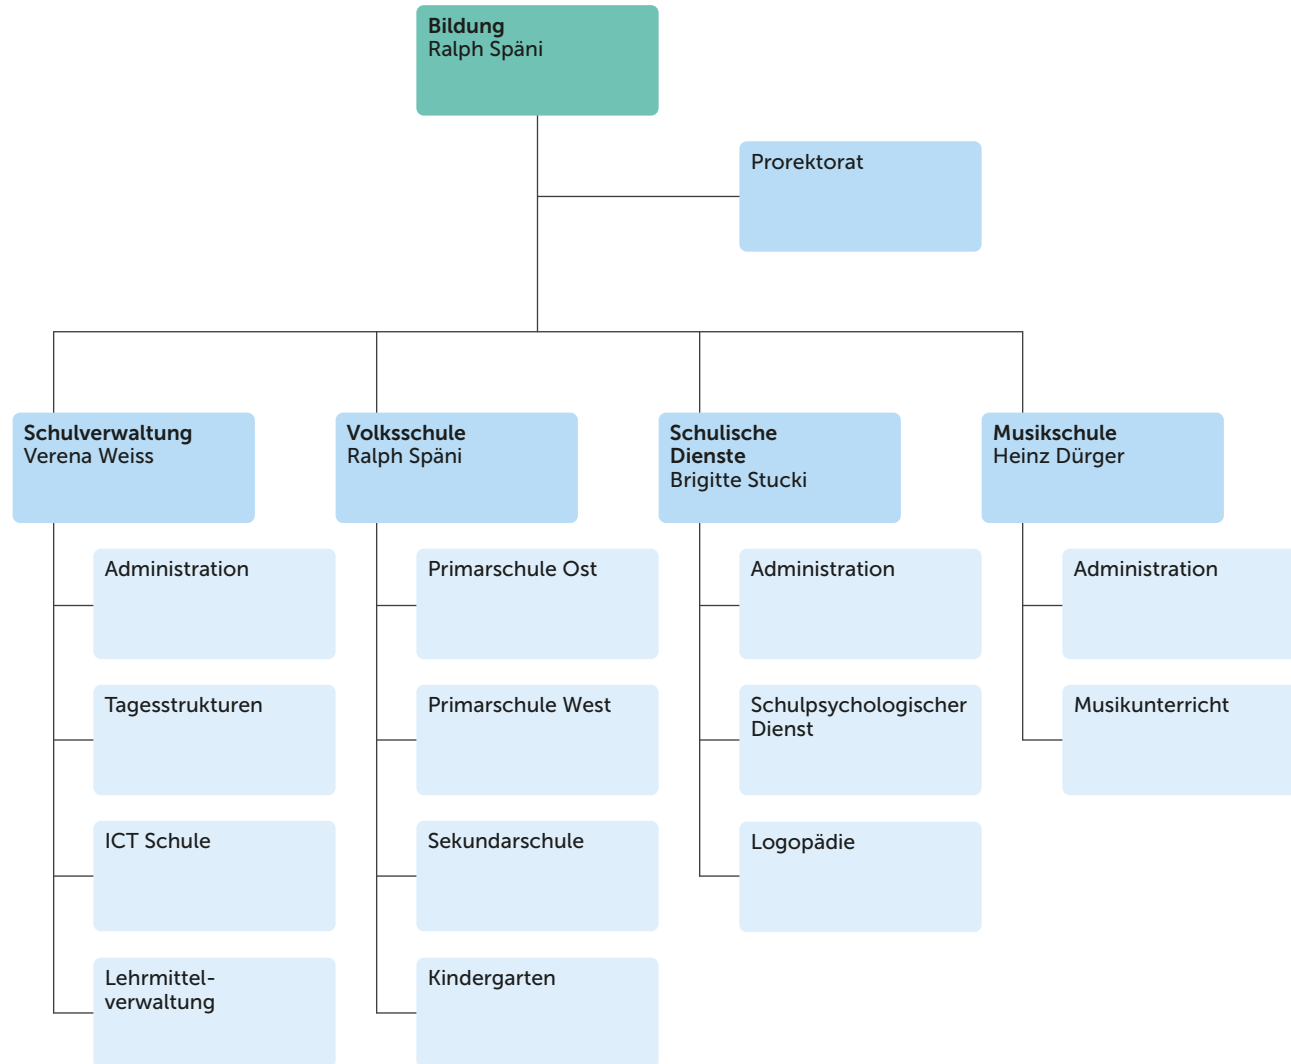 Bildung
Ralph Späni
Prorektorat
Schulverwaltung
Verena Weiss
Volksschule
Ralph Späni
Schulische
Dienste
Brigitte Stucki
Musikschule
Heinz Dürger
Administration
Primarschule Ost
Administration
Administration
Tagesstrukturen
Primarschule West
Schulpsychologischer
Dienst
Musikunterricht
ICT Schule
Sekundarschule
Logopädie
Lehrmittel-
verwaltung
Kindergarten